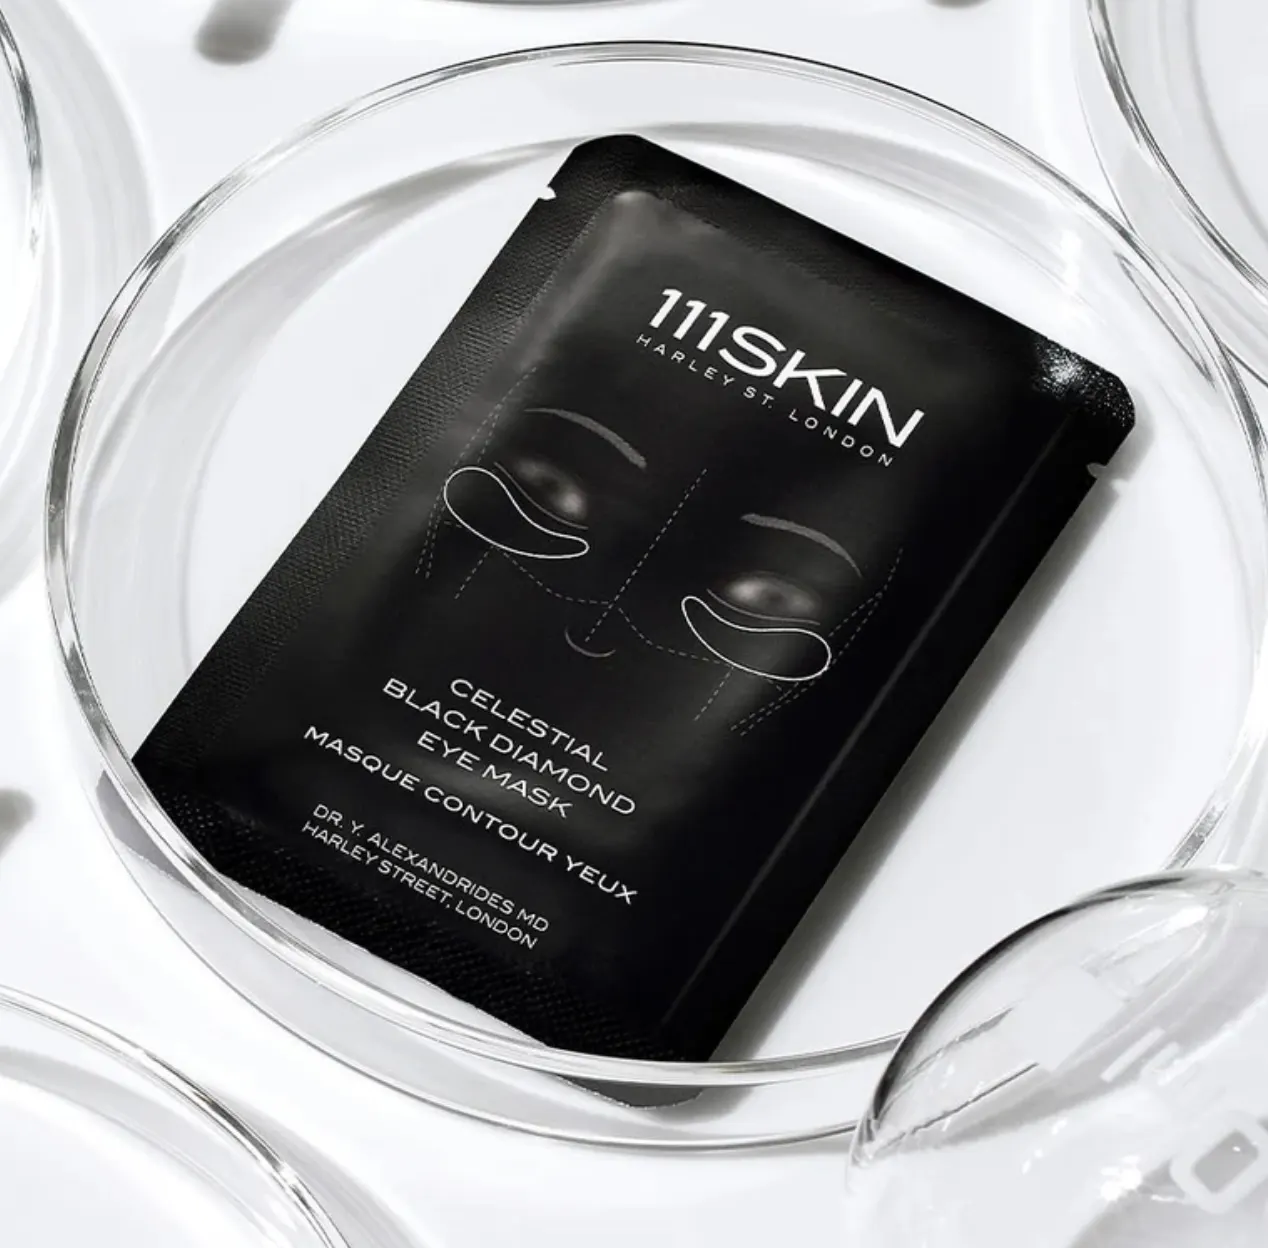 111SKIN
HARLEY ST. LONDON
CELESTIAL
BLACK DIAMOND
EYE MASK
MASQUE CONTOUR YEUX
DR. Y. ALEXANDRIDES MD
HARLEY STREET, LONDON